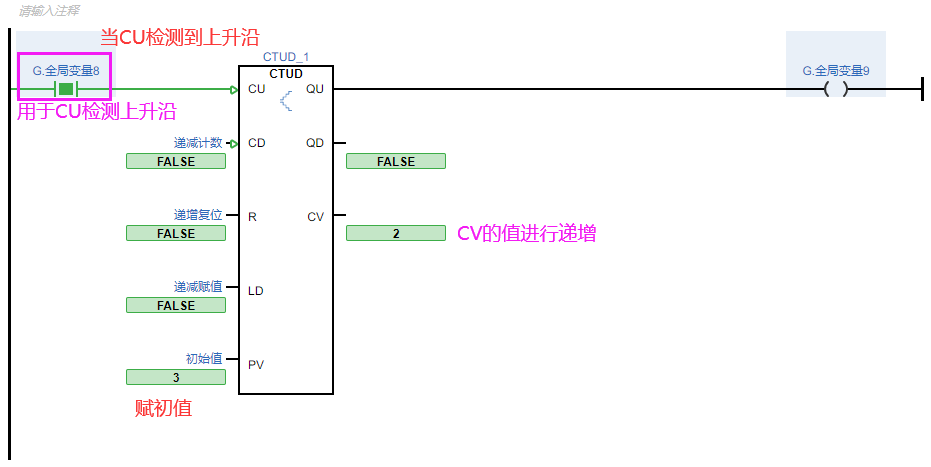 请输入注释
当CU检测到上升沿
CTUD_1
G.全局变量8
G.全局变量9
CTUD
CU
QU
用于CU检测上升沿
递减计数
CD
QD
FALSE
FALSE
递增复位
R
CV
FALSE
2
CV的值进行递增
递减赋值
LD
FALSE
初始值
PV
3
赋初值